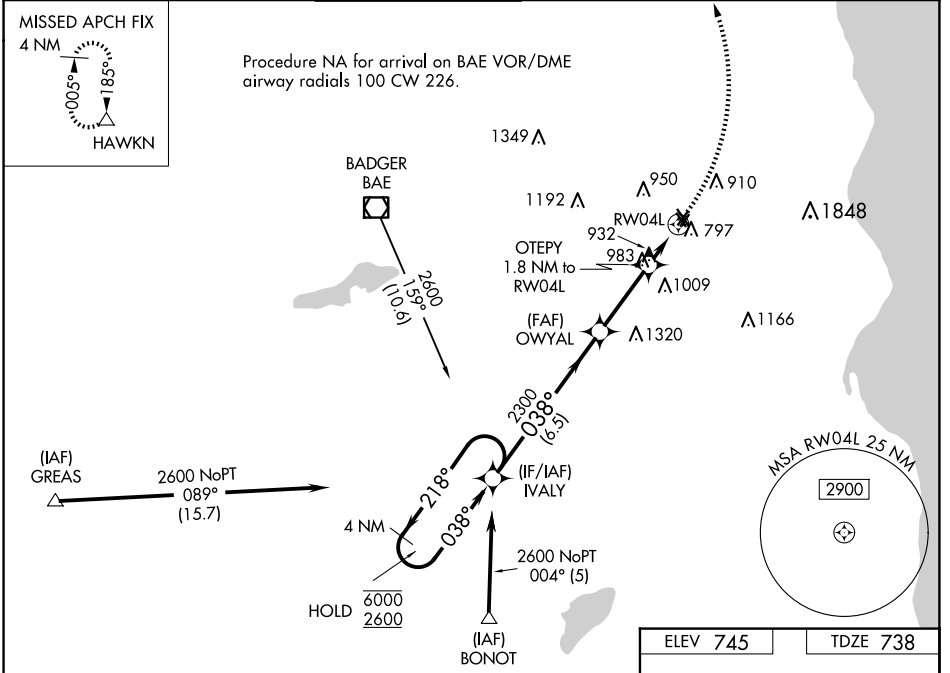 MISSED APCH FIX
4 NM
005°
185°
HAWKN
Procedure NA for arrival on BAE VOR/DME
airway radials 100 CW 226.
1349
BADGER
BAE
1192
950
910
1848
RW04L
797
932
983
OTEPY
1.8 NM to
RW04L
1009
2600
159°
(10.6)
(FAF)
OWYAL
1320
1166
2300
038°
(6.5)
MSA RW04L 25 NM
2900
(IAF)
GREAS
2600 NoPT
089°
(15.7)
218°
038°
(IF/IAF)
IVALY
4 NM
2600 NoPT
004° (5)
HOLD
6000
2600
(IAF)
BONOT
ELEV 745
TDZE 738